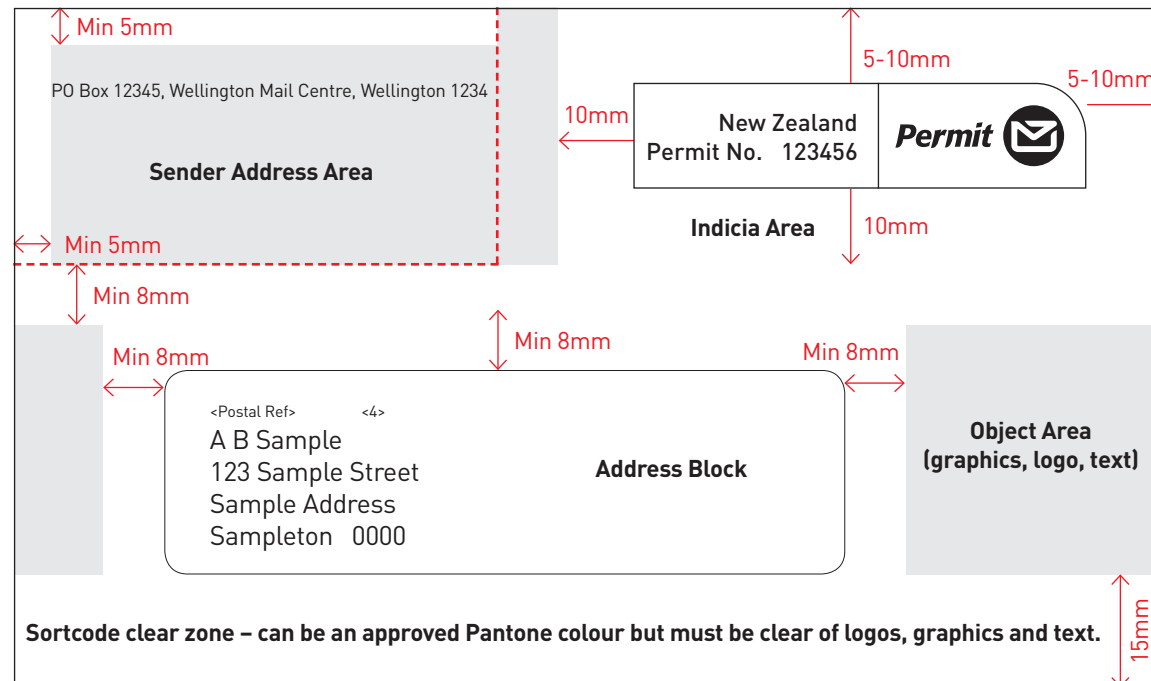 Min 5mm
5-10mm
5-10mm
PO Box 12345, Wellington Mail Centre, Wellington 1234
10mm
New Zealand
Permit No. 123456
Permit
Sender Address Area
Indicia Area
10mm
Min 5mm
Min 8mm
Min 8mm
Min 8mm
Min 8mm
<Postal Ref> <4>
A B Sample
123 Sample Street
Sample Address
Sampleton 0000
Address Block
Object Area
(graphics, logo, text)
Sortcode clear zone – can be an approved Pantone colour but must be clear of logos, graphics and text.
15mm